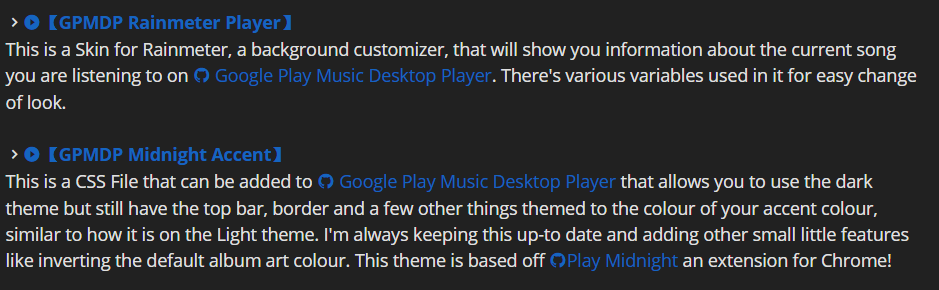 【GPMDP Rainmeter Player】
This is a Skin for Rainmeter, a background customizer, that will show you information about the current song
you are listening to on Google Play Music Desktop Player. There's various variables used in it for easy change
of look.
【GPMDP Midnight Accent】
This is a CSS File that can be added to Google Play Music Desktop Player that allows you to use the dark
theme but still have the top bar, border and a few other things themed to the colour of your accent colour,
similar to how it is on the Light theme. I'm always keeping this up-to date and adding other small little features
like inverting the default album art colour. This theme is based off Play Midnight an extension for Chrome!